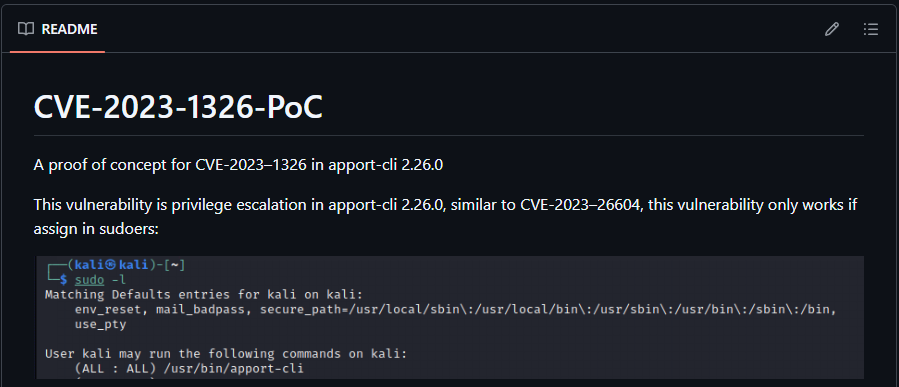 README
CVE-2023-1326-PoC
A proof of concept for CVE-2023–1326 in apport-cli 2.26.0
This vulnerability is privilege escalation in apport-cli 2.26.0, similar to CVE-2023–26604, this vulnerability only works if
assign in sudoers:
┌──(kali㉿kali)-[~]
└─$ sudo -l
Matching Defaults entries for kali on kali:
env_reset, mail_badpass, secure_path=/usr/local/sbin\:/usr/local/bin\:/usr/sbin\:/usr/bin\:/sbin\:/bin,
use_pty
User kali may run the following commands on kali:
(ALL : ALL) /usr/bin/apport-cli